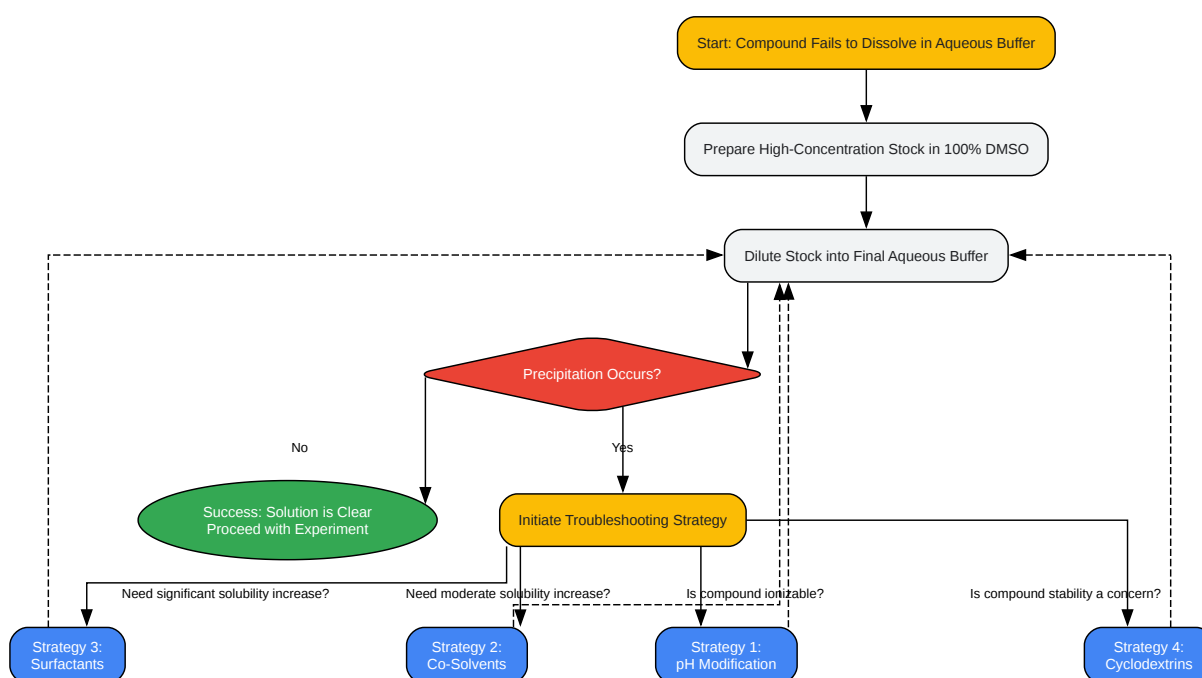 Start: Compound Fails to Dissolve in Aqueous Buffer
Prepare High-Concentration Stock in 100% DMSO
Dilute Stock into Final Aqueous Buffer
Precipitation Occurs?
No
Yes
Success: Solution is Clear
Proceed with Experiment
Initiate Troubleshooting Strategy
Need significant solubility increase?
Need moderate solubility increase?
Is compound ionizable?
Is compound stability a concern?
Strategy 3:
Surfactants
Strategy 2:
Co-Solvents
Strategy 1:
pH Modification
Strategy 4:
Cyclodextrins